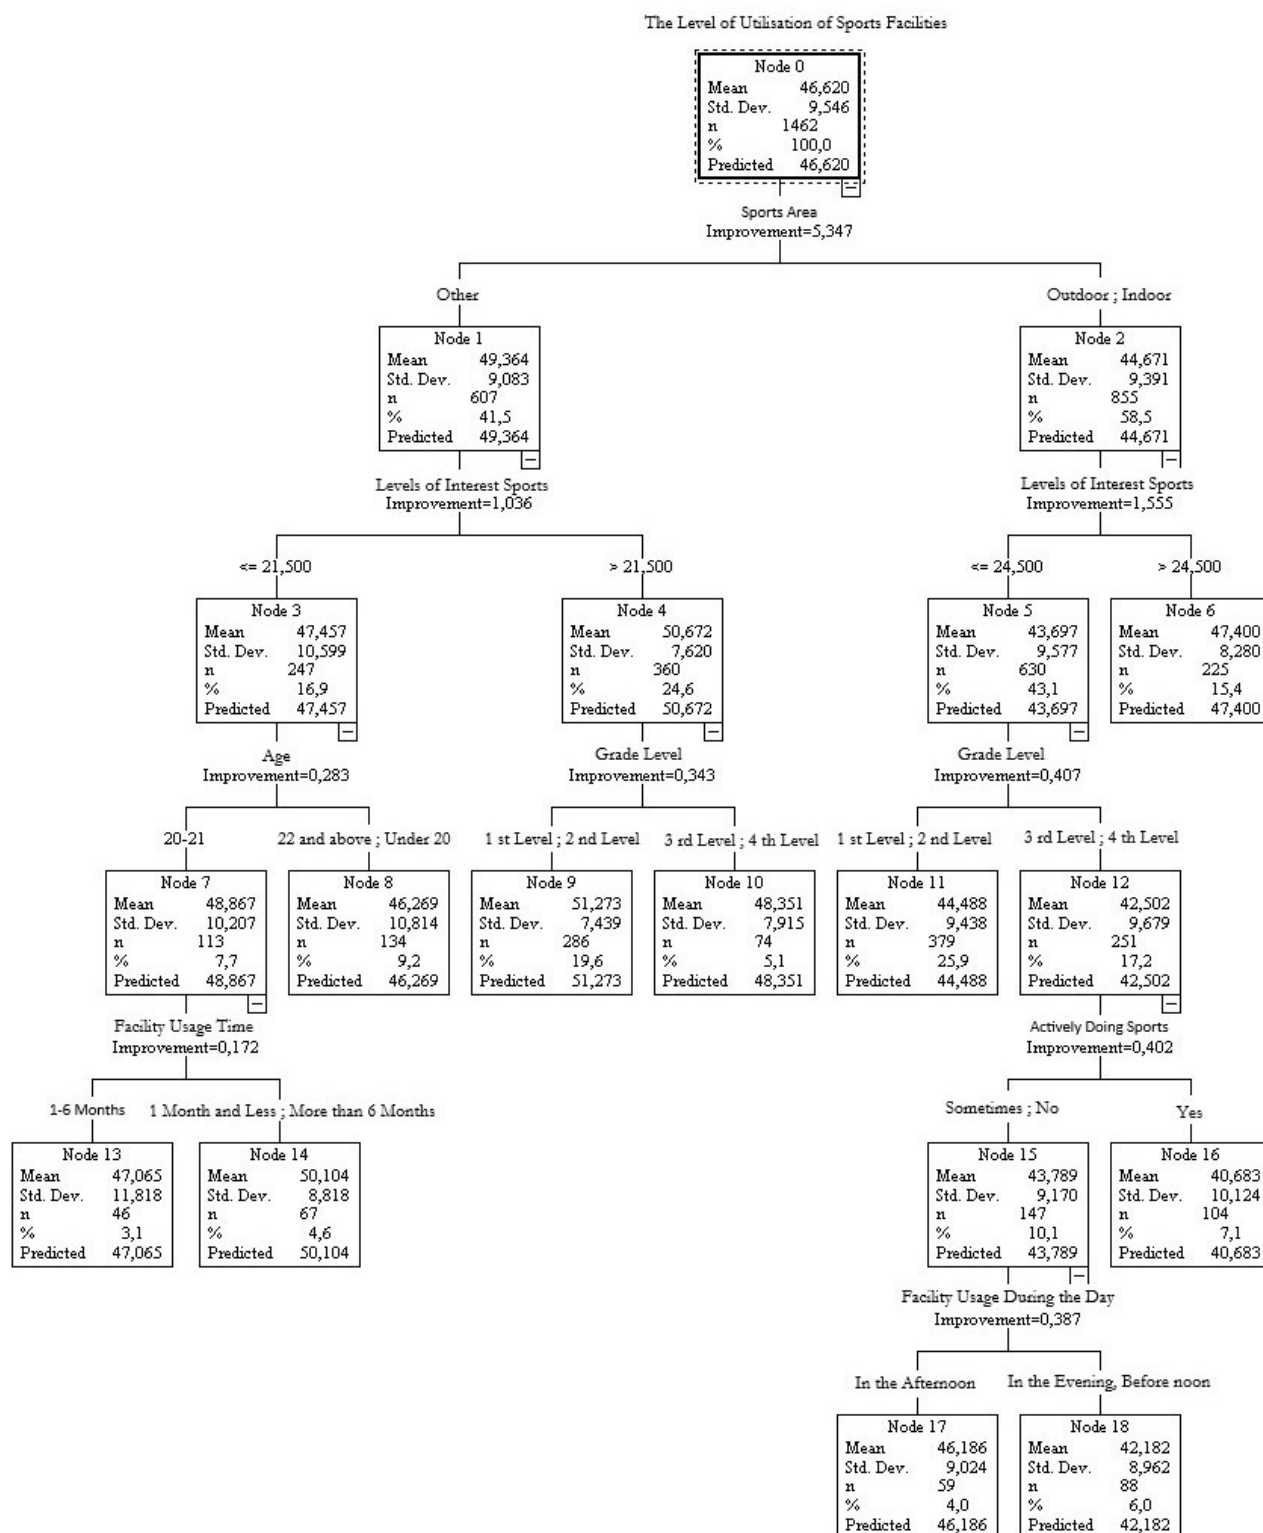 The Level of Utilisation of Sports Facilities
Node 0
Mean 46,620
Std. Dev. 9,546
n 1462
% 100,0
Predicted 46,620
Sports Area
Improvement=5,347
Other
Outdoor ; Indoor
Node 1
Mean 49,364
Std. Dev. 9,083
n 607
% 41,5
Predicted 49,364
Node 2
Mean 44,671
Std. Dev. 9,391
n 855
% 58,5
Predicted 44,671
Levels of Interest Sports
Improvement=1,036
Levels of Interest Sports
Improvement=1,555
<= 21,500
> 21,500
<= 24,500
> 24,500
Node 3
Mean 47,457
Std. Dev. 10,599
n 247
% 16,9
Predicted 47,457
Node 4
Mean 50,672
Std. Dev. 7,620
n 360
% 24,6
Predicted 50,672
Node 5
Mean 43,697
Std. Dev. 9,577
n 630
% 43,1
Predicted 43,697
Node 6
Mean 47,400
Std. Dev. 8,280
n 225
% 15,4
Predicted 47,400
Age
Improvement=0,283
Grade Level
Improvement=0,343
Grade Level
Improvement=0,407
20-21
22 and above ; Under 20
1 st Level ; 2 nd Level
3 rd Level ; 4 th Level
1 st Level ; 2 nd Level
3 rd Level ; 4 th Level
Node 7
Mean 48,867
Std. Dev. 10,207
n 113
% 7,7
Predicted 48,867
Node 8
Mean 46,269
Std. Dev. 10,814
n 134
% 9,2
Predicted 46,269
Node 9
Mean 51,273
Std. Dev. 7,439
n 286
% 19,6
Predicted 51,273
Node 10
Mean 48,351
Std. Dev. 7,915
n 74
% 5,1
Predicted 48,351
Node 11
Mean 44,488
Std. Dev. 9,438
n 379
% 25,9
Predicted 44,488
Node 12
Mean 42,502
Std. Dev. 9,679
n 251
% 17,2
Predicted 42,502
Facility Usage Time
Improvement=0,172
Actively Doing Sports
Improvement=0,402
1-6 Months
1 Month and Less ; More than 6 Months
Sometimes ; No
Yes
Node 13
Mean 47,065
Std. Dev. 11,818
n 46
% 3,1
Predicted 47,065
Node 14
Mean 50,104
Std. Dev. 8,818
n 67
% 4,6
Predicted 50,104
Node 15
Mean 43,789
Std. Dev. 9,170
n 147
% 10,1
Predicted 43,789
Node 16
Mean 40,683
Std. Dev. 10,124
n 104
% 7,1
Predicted 40,683
Facility Usage During the Day
Improvement=0,387
In the Afternoon
In the Evening, Before noon
Node 17
Mean 46,186
Std. Dev. 9,024
n 59
% 4,0
Predicted 46,186
Node 18
Mean 42,182
Std. Dev. 8,962
n 88
% 6,0
Predicted 42,182